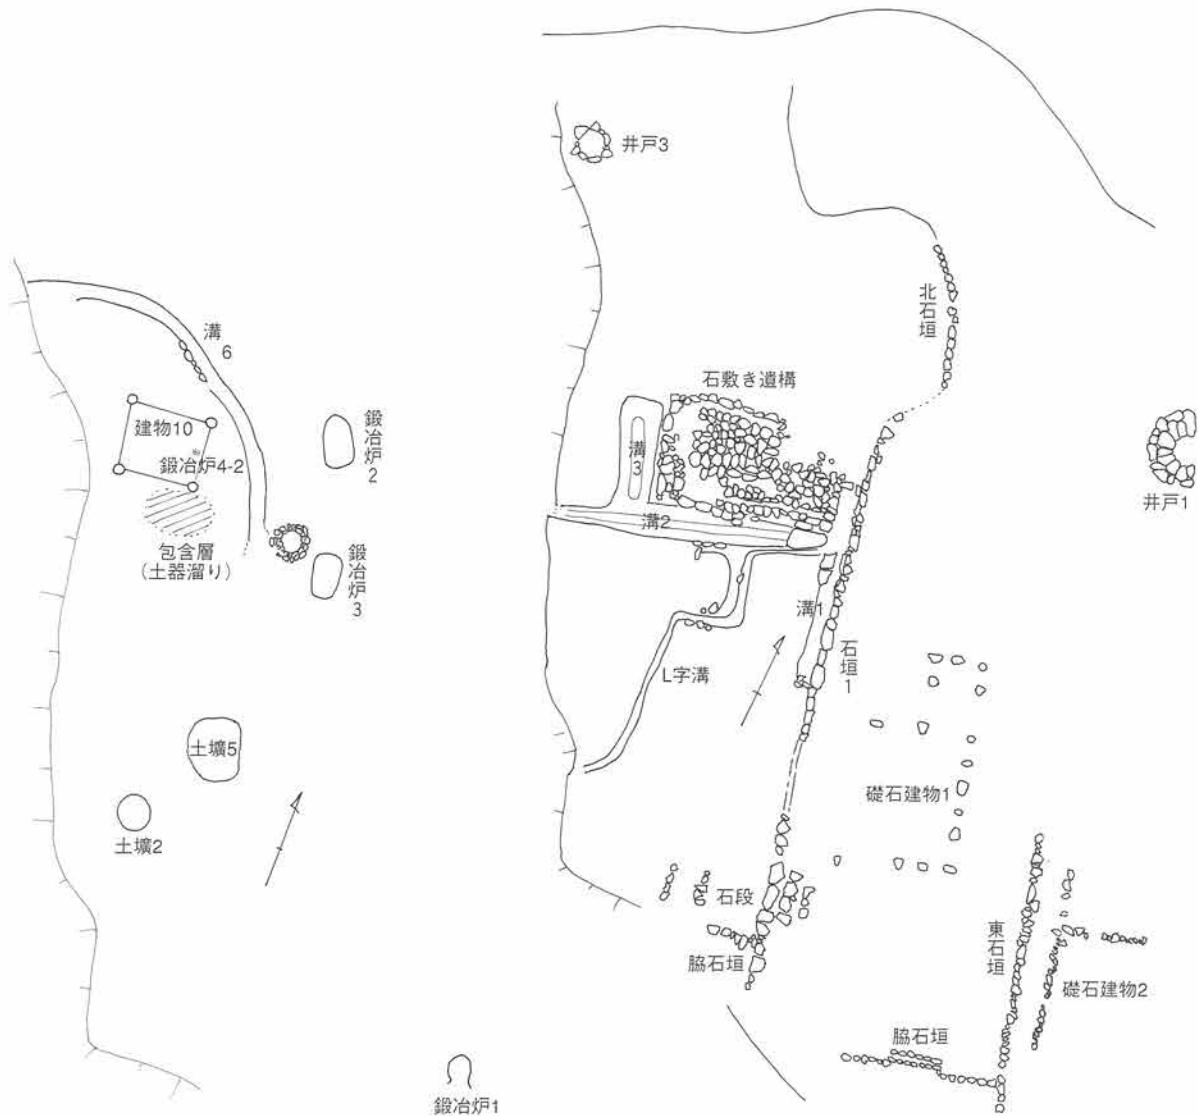 溝6
建物10
鍛冶炉4-2
鍛冶炉2
包含層
（土器溜り）
鍛冶炉3
土壙5
土壙2
鍛冶炉1
井戸3
北石垣
石敷き遺構
溝3
溝2
井戸1
溝1
石垣1
L字溝
礎石建物1
石段
脇石垣
東石垣
礎石建物2
脇石垣